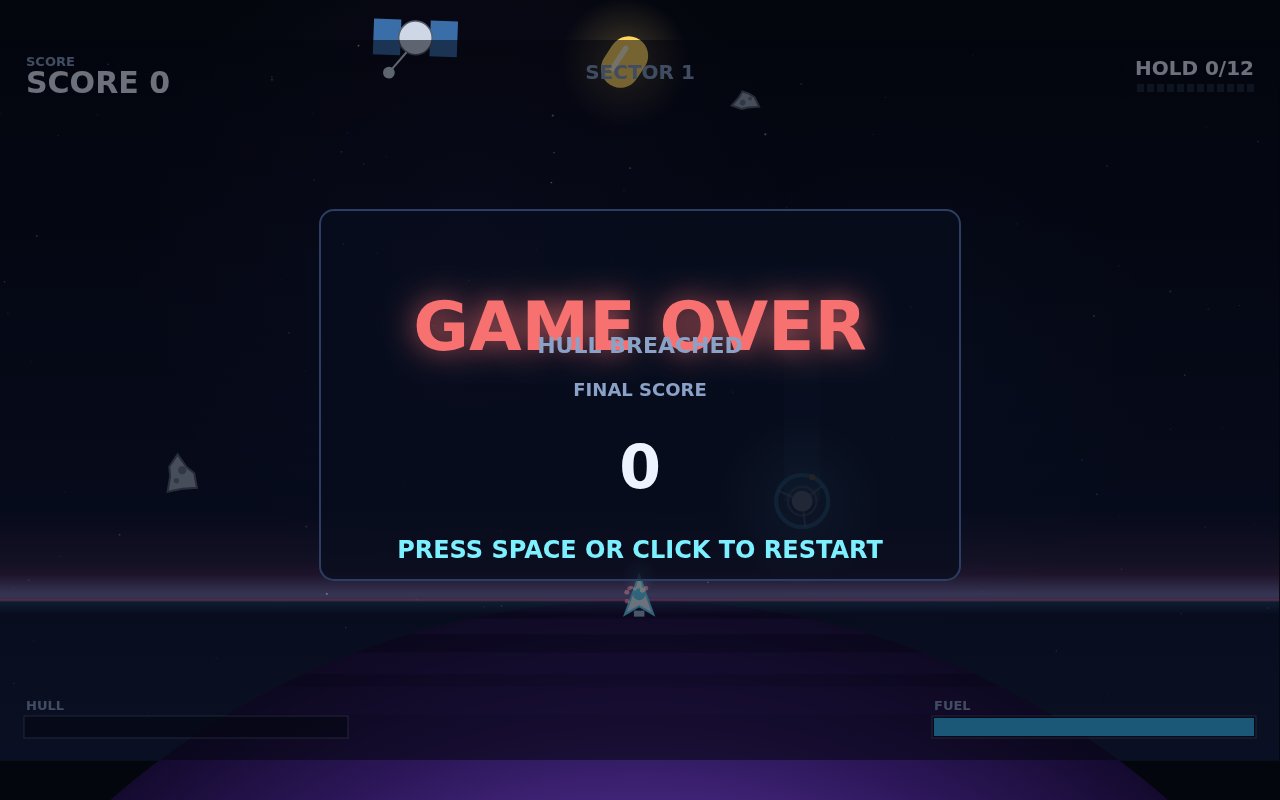 SCORE
SCORE 0
SECTOR 1
HOLD 0/12
GAME OVER
HULL BREACHED
FINAL SCORE
0
PRESS SPACE OR CLICK TO RESTART
HULL
FUEL